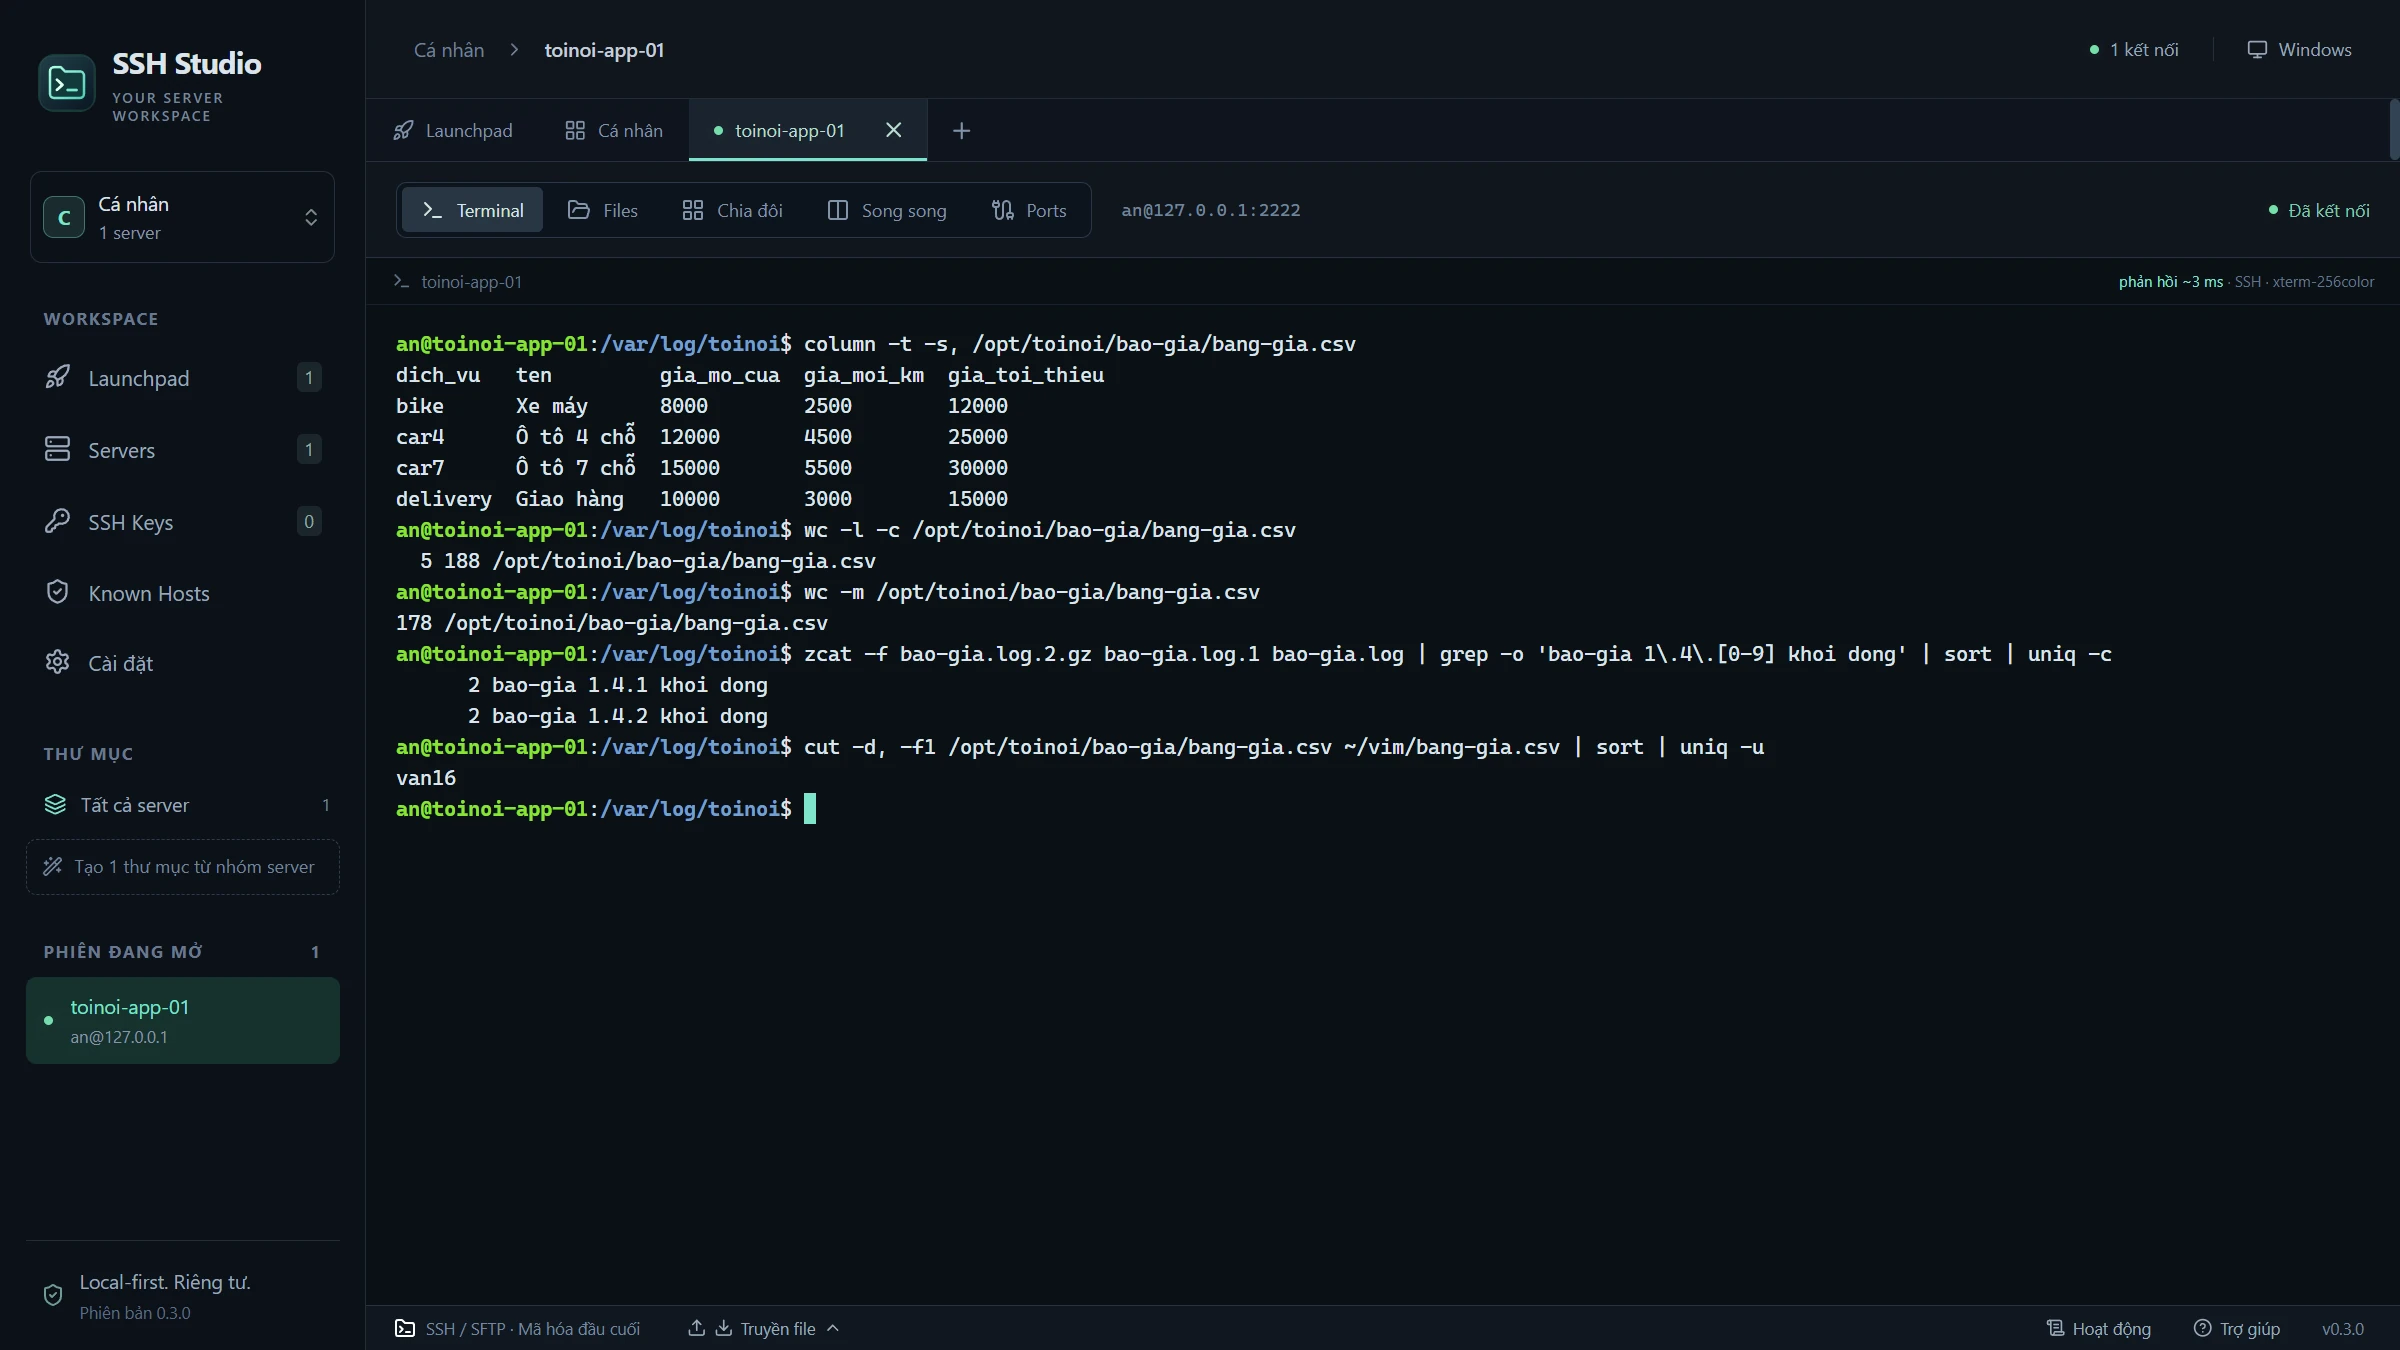 SSH Studio
YOUR SERVER
WORKSPACE
C
Cá nhân
1 server
WORKSPACE
Launchpad 1
Servers 1
SSH Keys 0
Known Hosts
Cài đặt
THƯ MỤC
Tất cả server 1
Tạo 1 thư mục từ nhóm server
PHIÊN ĐANG MỞ 1
toinoi-app-01
an@127.0.0.1
Local-first. Riêng tư.
Phiên bản 0.3.0
Cá nhân > toinoi-app-01
1 kết nối
Windows
Launchpad
Cá nhân
toinoi-app-01
Terminal
Files
Chia đôi
Song song
Ports
an@127.0.0.1:2222
Đã kết nối
toinoi-app-01
phản hồi ~3 ms · SSH · xterm-256color
an@toinoi-app-01:/var/log/toinoi$ column -t -s, /opt/toinoi/bao-gia/bang-gia.csv
dich_vu   ten         gia_mo_cua  gia_moi_km  gia_toi_thieu
bike      Xe máy      8000        2500        12000
car4      Ô tô 4 chỗ  12000       4500        25000
car7      Ô tô 7 chỗ  15000       5500        30000
delivery  Giao hàng   10000       3000        15000
an@toinoi-app-01:/var/log/toinoi$ wc -l -c /opt/toinoi/bao-gia/bang-gia.csv
  5 188 /opt/toinoi/bao-gia/bang-gia.csv
an@toinoi-app-01:/var/log/toinoi$ wc -m /opt/toinoi/bao-gia/bang-gia.csv
178 /opt/toinoi/bao-gia/bang-gia.csv
an@toinoi-app-01:/var/log/toinoi$ zcat -f bao-gia.log.2.gz bao-gia.log.1 bao-gia.log | grep -o 'bao-gia 1\.4\.[0-9] khoi dong' | sort | uniq -c
      2 bao-gia 1.4.1 khoi dong
      2 bao-gia 1.4.2 khoi dong
an@toinoi-app-01:/var/log/toinoi$ cut -d, -f1 /opt/toinoi/bao-gia/bang-gia.csv ~/vim/bang-gia.csv | sort | uniq -u
van16
an@toinoi-app-01:/var/log/toinoi$
SSH / SFTP · Mã hóa đầu cuối
Truyền file
Hoạt động
Trợ giúp
v0.3.0